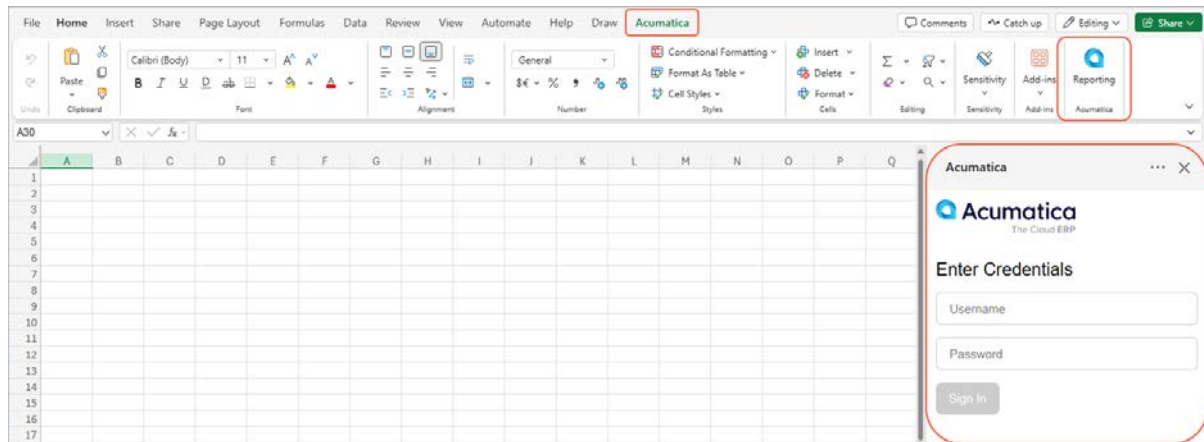 File Home Insert Share Page Layout Formulas Data Review View Automate Help Draw Acumatica Comments Catch up Editing Share
Calibri (Body) 11 A^ A˅ General Conditional Formatting Insert
Paste B I U D ab A $€ % Format As Table Delete Sensitivity Add-ins Reporting
Cell Styles Format
Undo Clipboard Font Alignment Number Styles Cells Editing Sensitivity Add-ins Acumatica
A30 fx
A B C D E F G H I J K L M N O P Q
1
2
3
4
5
6
7
8
9
10
11
12
13
14
15
16
17
Acumatica
Acumatica
The Cloud ERP
Enter Credentials
Username
Password
Sign In